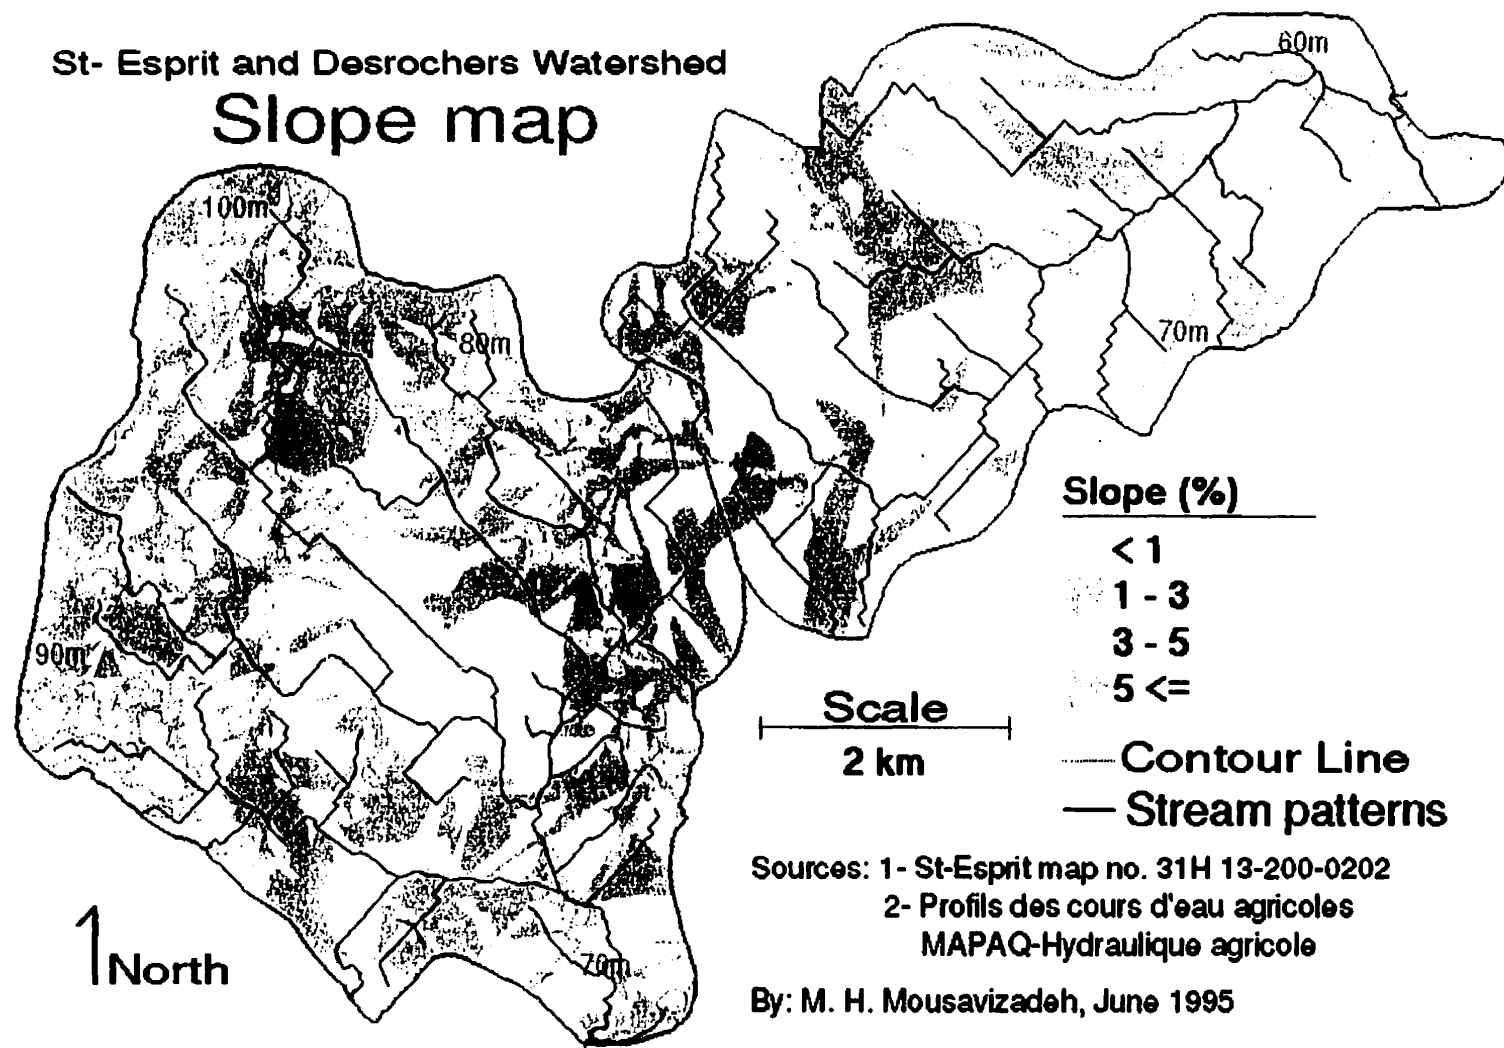 St- Esprit and Desrochers Watershed
Slope map
60m
100m
80m
70m
90m
70m
Slope (%)
< 1
1 - 3
3 - 5
5 <=
Scale
2 km
Contour Line
Stream patterns
Sources: 1- St-Esprit map no. 31H 13-200-0202
2- Profils des cours d'eau agricoles
MAPAQ-Hydraulique agricole
North
By: M. H. Mousavizadeh, June 1995